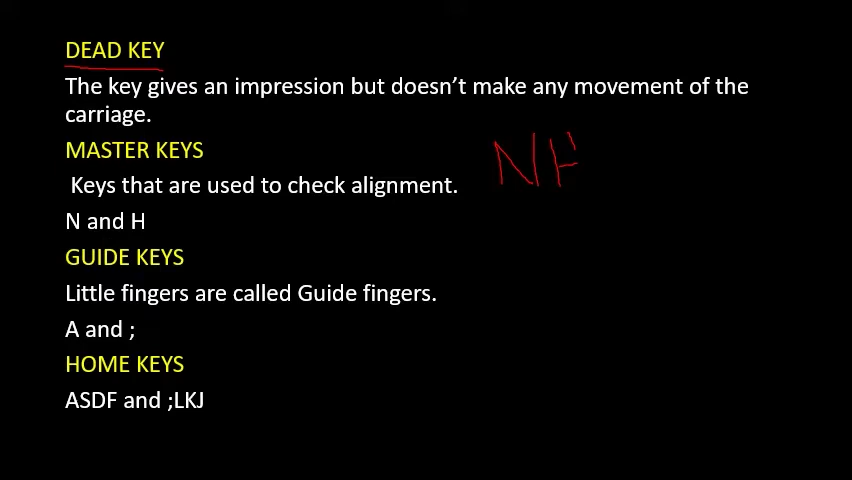 DEAD KEY
The key gives an impression but doesn’t make any movement of the
carriage.
MASTER KEYS
Keys that are used to check alignment.
N and H
GUIDE KEYS
Little fingers are called Guide fingers.
A and ;
HOME KEYS
ASDF and ;LKJ